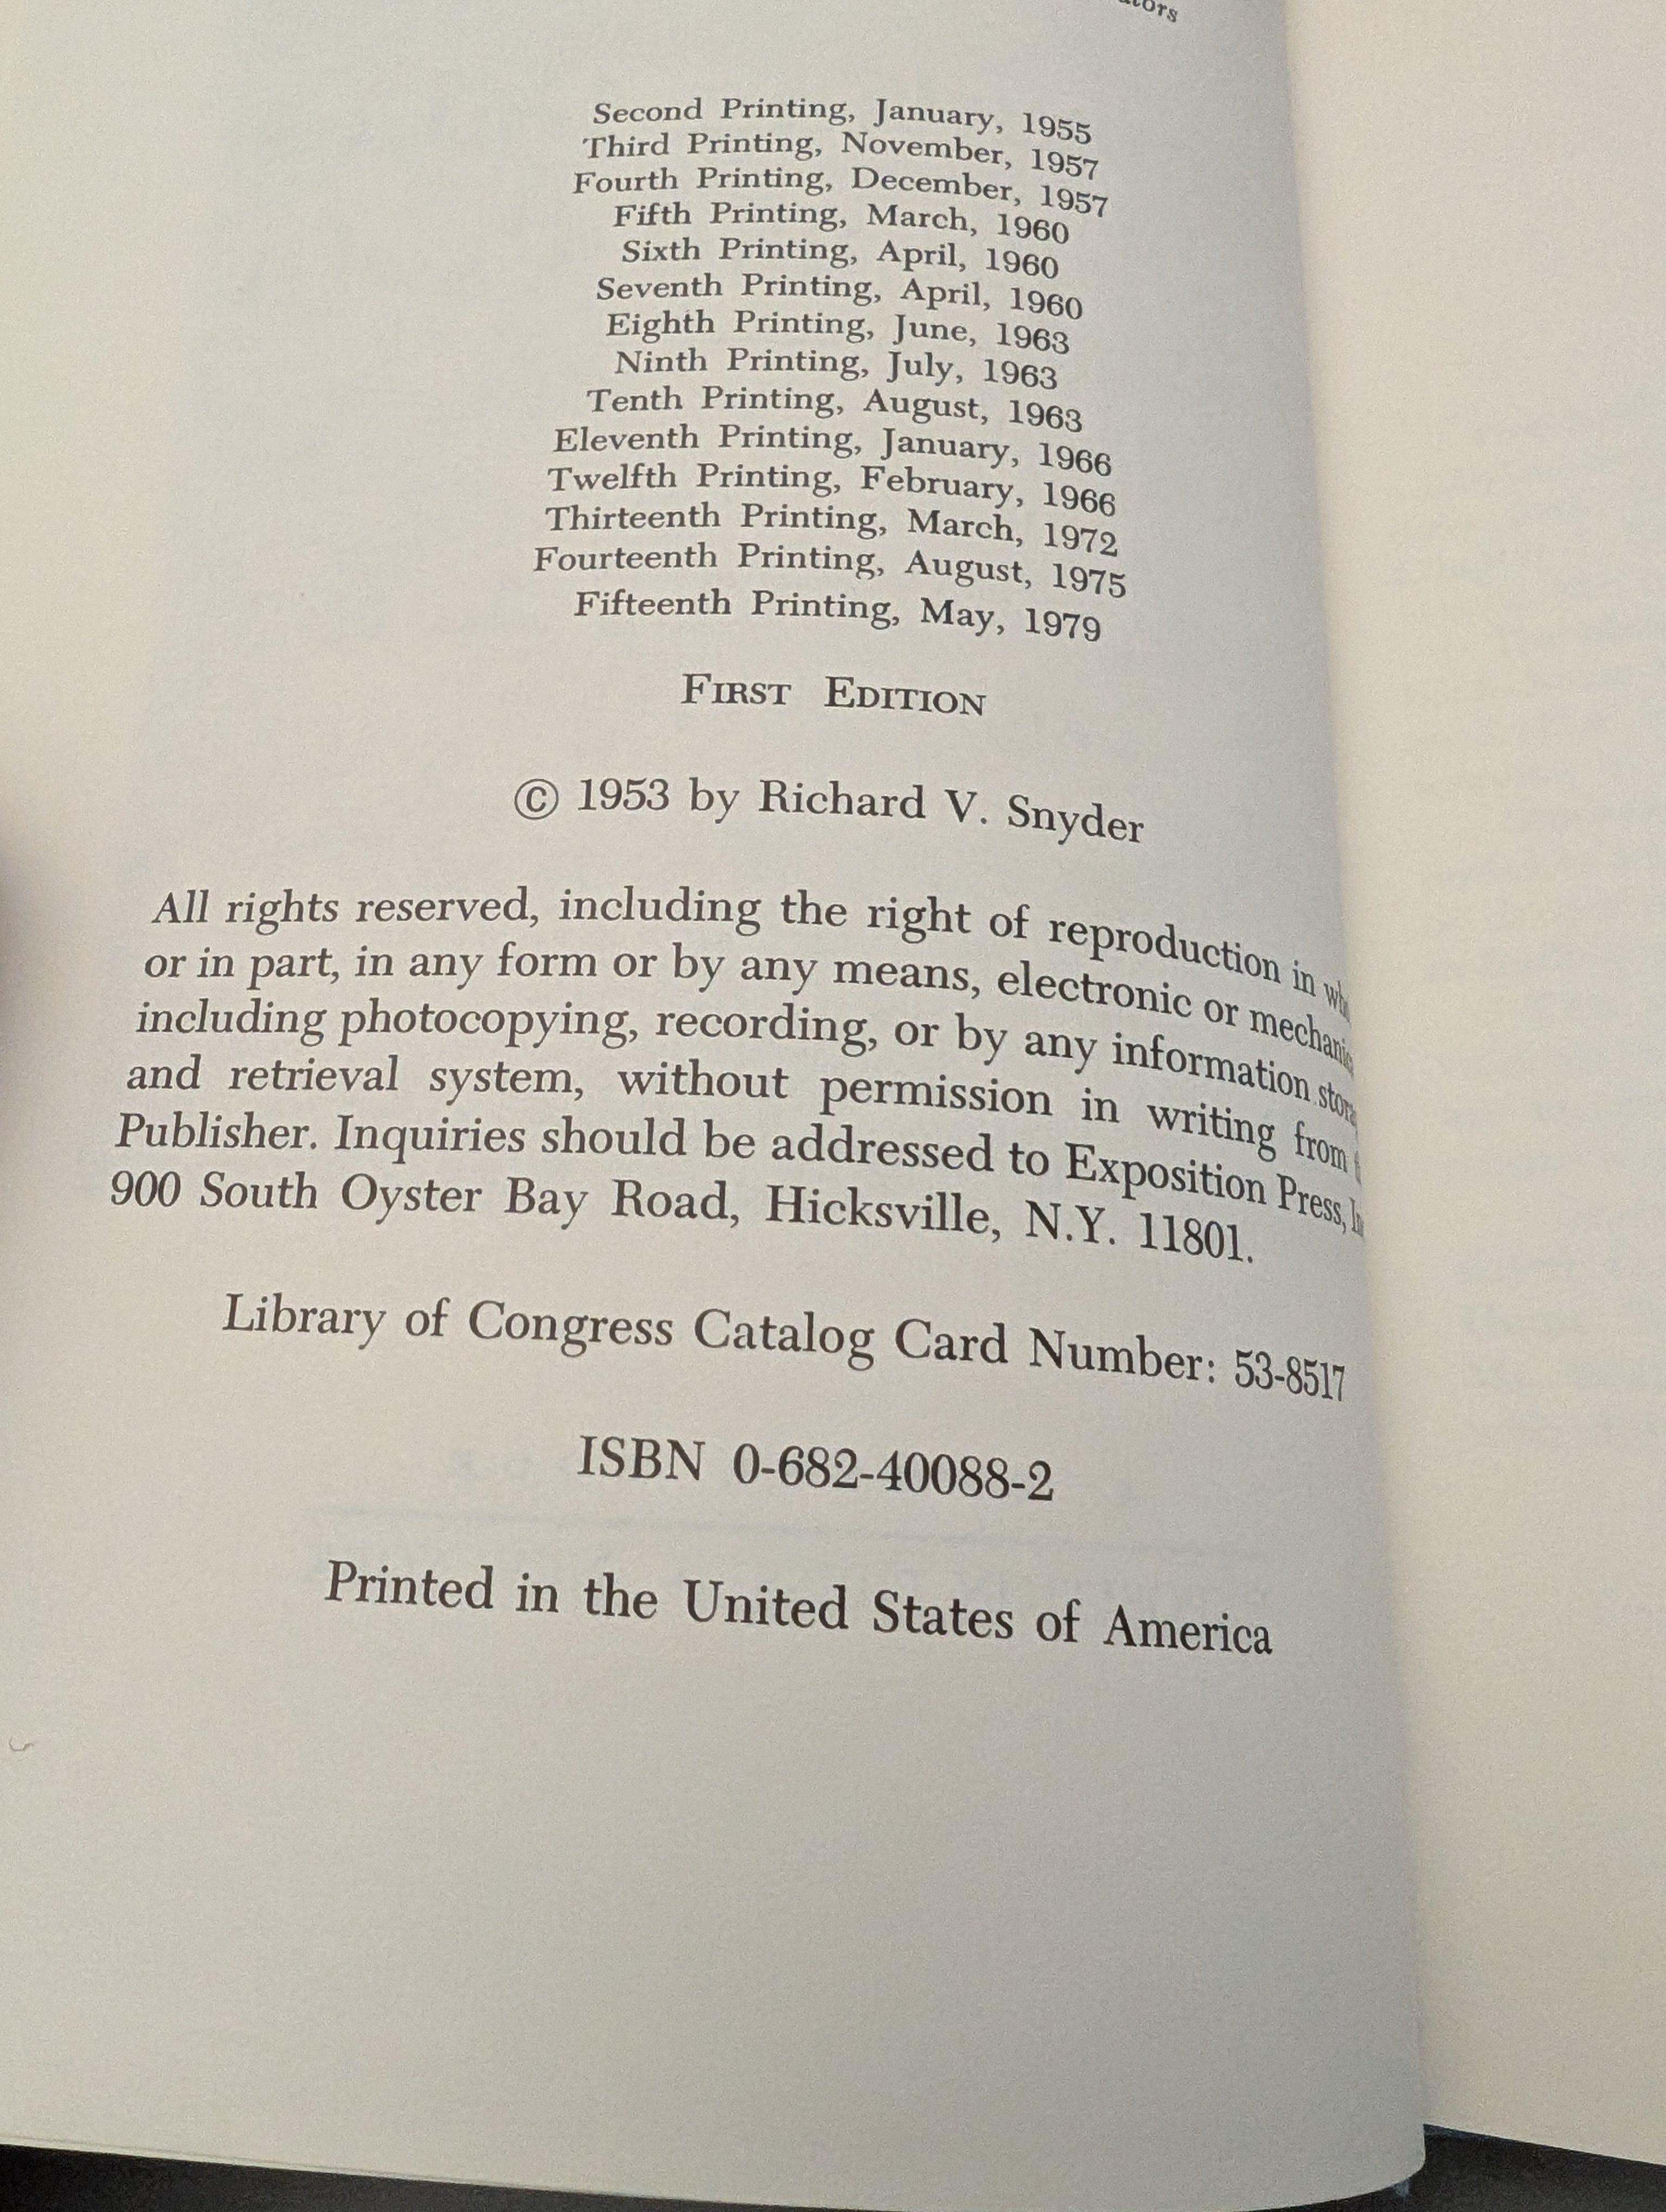 Second Printing, January, 1955
Third Printing, November, 1957
Fourth Printing, December, 1957
Fifth Printing, March, 1960
Sixth Printing, April, 1960
Seventh Printing, April, 1960
Eighth Printing, June, 1963
Ninth Printing, July, 1963
Tenth Printing, August, 1963
Eleventh Printing, January, 1966
Twelfth Printing, February, 1966
Thirteenth Printing, March, 1972
Fourteenth Printing, August, 1975
Fifteenth Printing, May, 1979
FIRST EDITION
© 1953 by Richard V. Snyder
All rights reserved, including the right of reproduction in
or in part, in any form or by any means, electronic or
including photocopying, recording, or by any information
and retrieval system, without permission in writing from
Publisher. Inquiries should be addressed to Exposition Press,
900 South Oyster Bay Road, Hicksville, N.Y. 11801.
Library of Congress Catalog Card Number: 53-8517
ISBN 0-682-40088-2
Printed in the United States of America